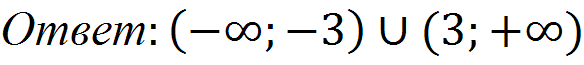 Ответ: (−∞; −3) ∪ (3; +∞)